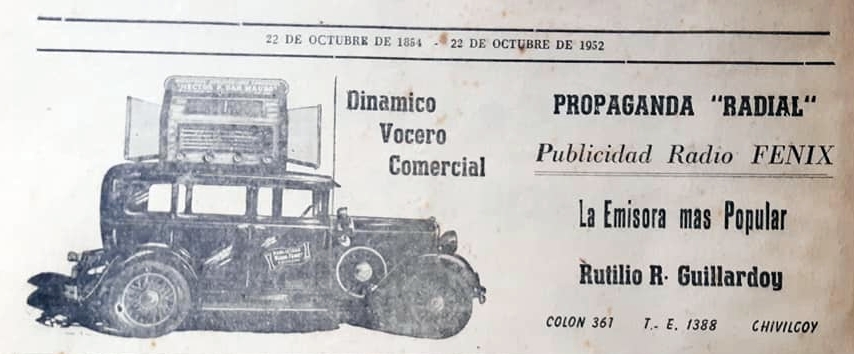 22 DE OCTUBRE DE 1854 - 22 DE OCTUBRE DE 1952
Dinamico
Vocero
Comercial
PROPAGANDA "RADIAL"
Publicidad Radio FENIX
La Emisora mas Popular
Rutilio R. Guillardoy
COLON 361 T.- E. 1388 CHIVILCOY